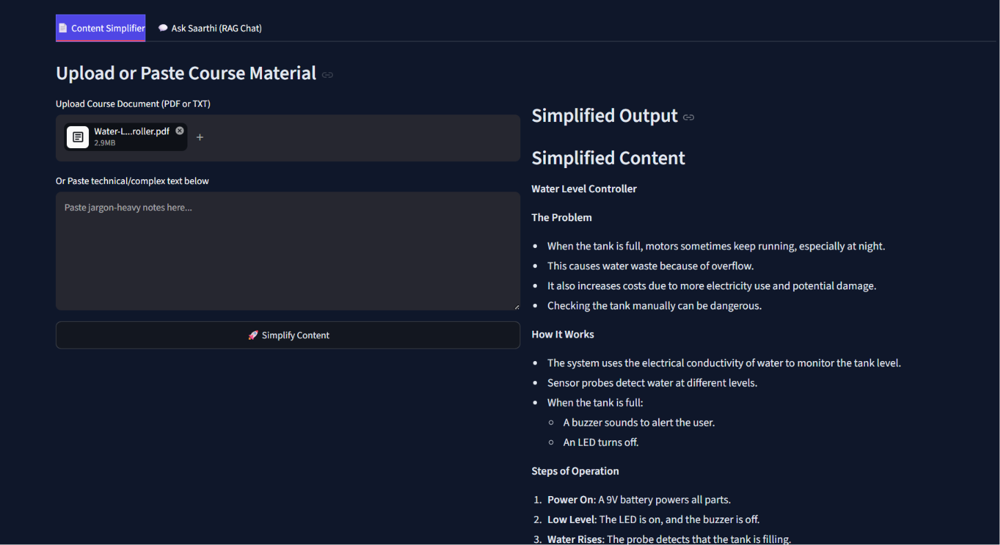 Content Simplifier
Ask Saarthi (RAG Chat)
Upload or Paste Course Material
Upload Course Document (PDF or TXT)
Water-L...roller.pdf
2.9MB
Or Paste technical/complex text below
Paste jargon-heavy notes here...
🚀 Simplify Content
Simplified Output
Simplified Content
Water Level Controller
The Problem
• When the tank is full, motors sometimes keep running, especially at night.
• This causes water waste because of overflow.
• It also increases costs due to more electricity use and potential damage.
• Checking the tank manually can be dangerous.
How It Works
• The system uses the electrical conductivity of water to monitor the tank level.
• Sensor probes detect water at different levels.
• When the tank is full:
◦ A buzzer sounds to alert the user.
◦ An LED turns off.
Steps of Operation
1. Power On: A 9V battery powers all parts.
2. Low Level: The LED is on, and the buzzer is off.
3. Water Rises: The probe detects that the tank is filling.